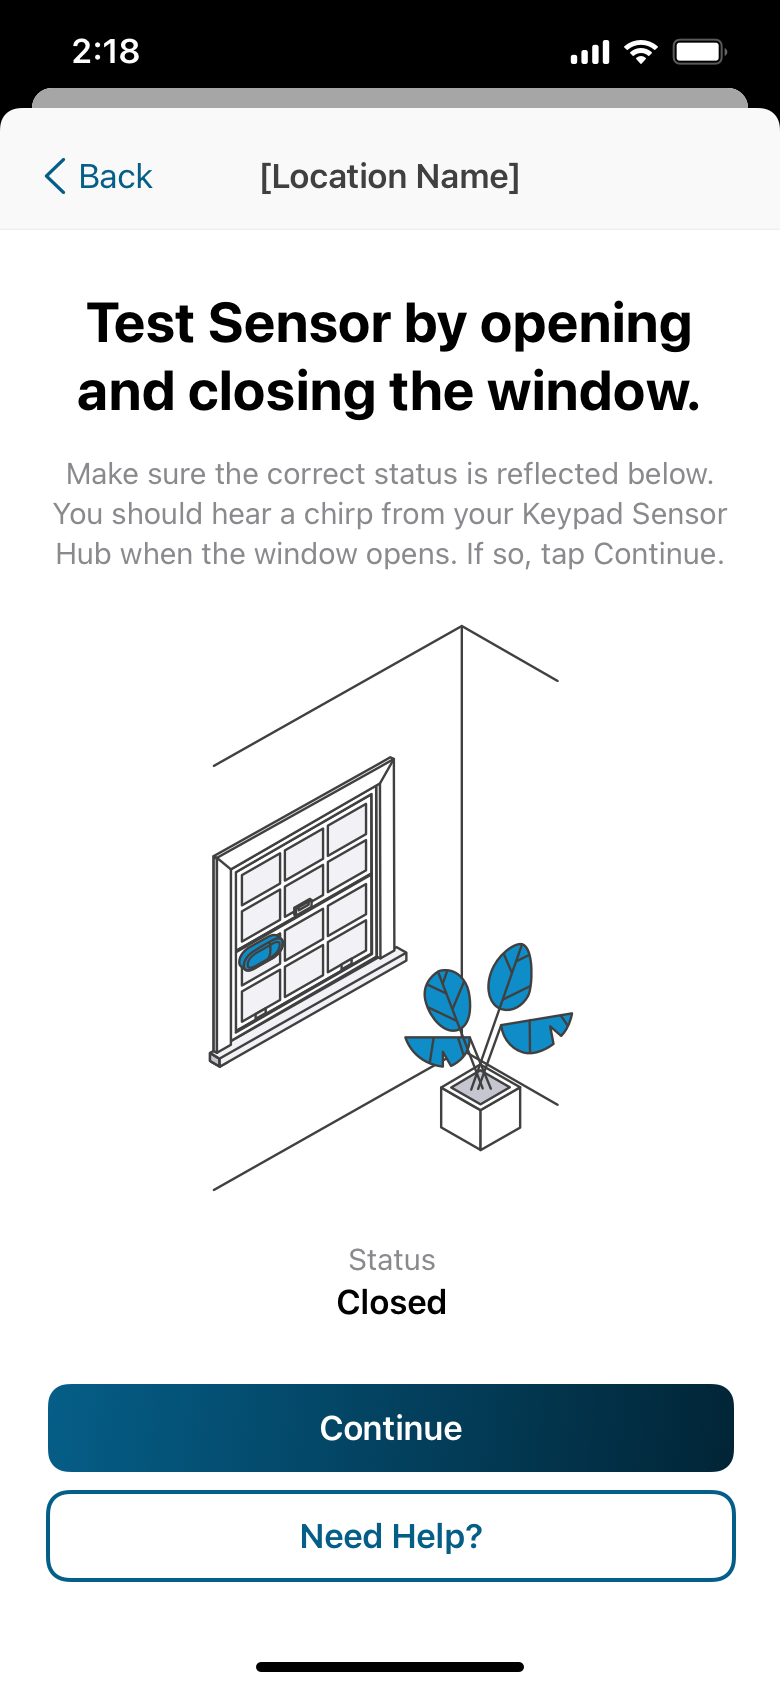 2:18
Back
[Location Name]
Test Sensor by opening
and closing the window.
Make sure the correct status is reflected below.
You should hear a chirp from your Keypad Sensor
Hub when the window opens. If so, tap Continue.
Status
Closed
Continue
Need Help?